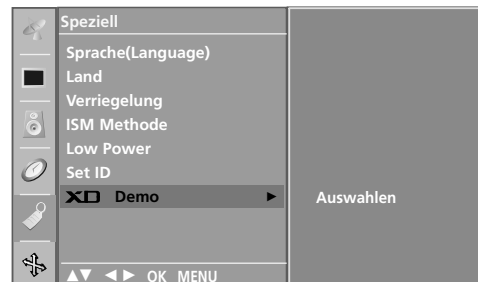 Speziell
Sprache(Language)
Land
Verriegelung
ISM Methode
Low Power
Set ID
XD Demo ►
Auswahlen
▲▼ ◄► OK MENU